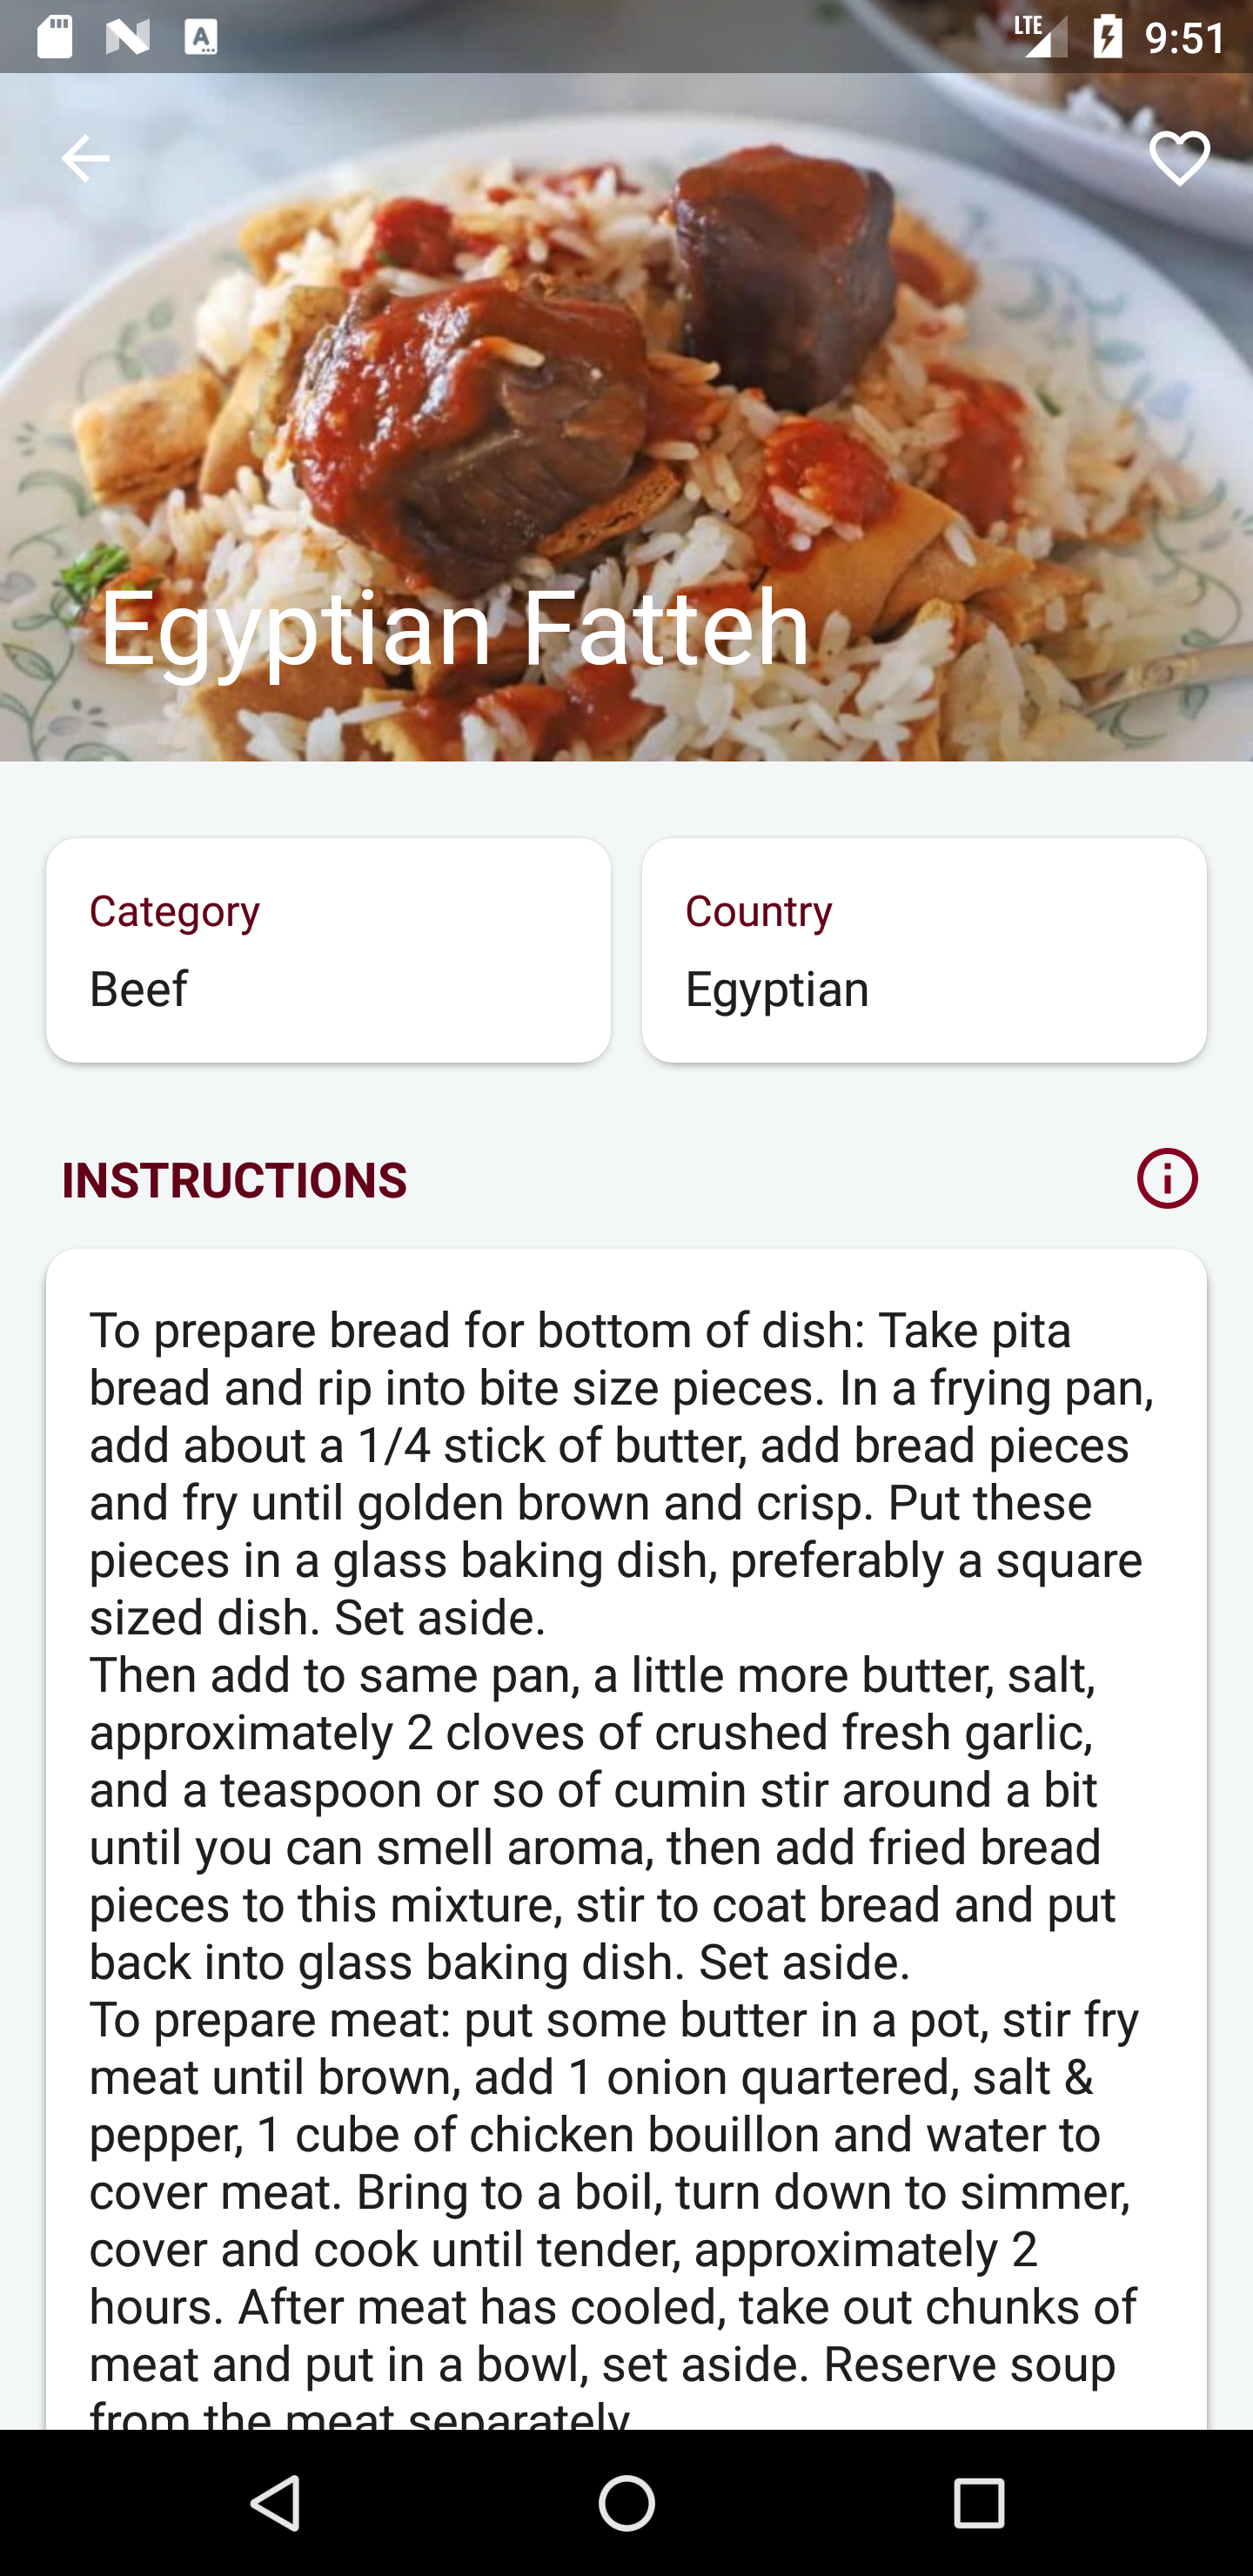 LTE 9:51
Egyptian Fatteh
Category
Beef
Country
Egyptian
INSTRUCTIONS
To prepare bread for bottom of dish: Take pita
bread and rip into bite size pieces. In a frying pan,
add about a 1/4 stick of butter, add bread pieces
and fry until golden brown and crisp. Put these
pieces in a glass baking dish, preferably a square
sized dish. Set aside.
Then add to same pan, a little more butter, salt,
approximately 2 cloves of crushed fresh garlic,
and a teaspoon or so of cumin stir around a bit
until you can smell aroma, then add fried bread
pieces to this mixture, stir to coat bread and put
back into glass baking dish. Set aside.
To prepare meat: put some butter in a pot, stir fry
meat until brown, add 1 onion quartered, salt &
pepper, 1 cube of chicken bouillon and water to
cover meat. Bring to a boil, turn down to simmer,
cover and cook until tender, approximately 2
hours. After meat has cooled, take out chunks of
meat and put in a bowl, set aside. Reserve soup
from the meat separately